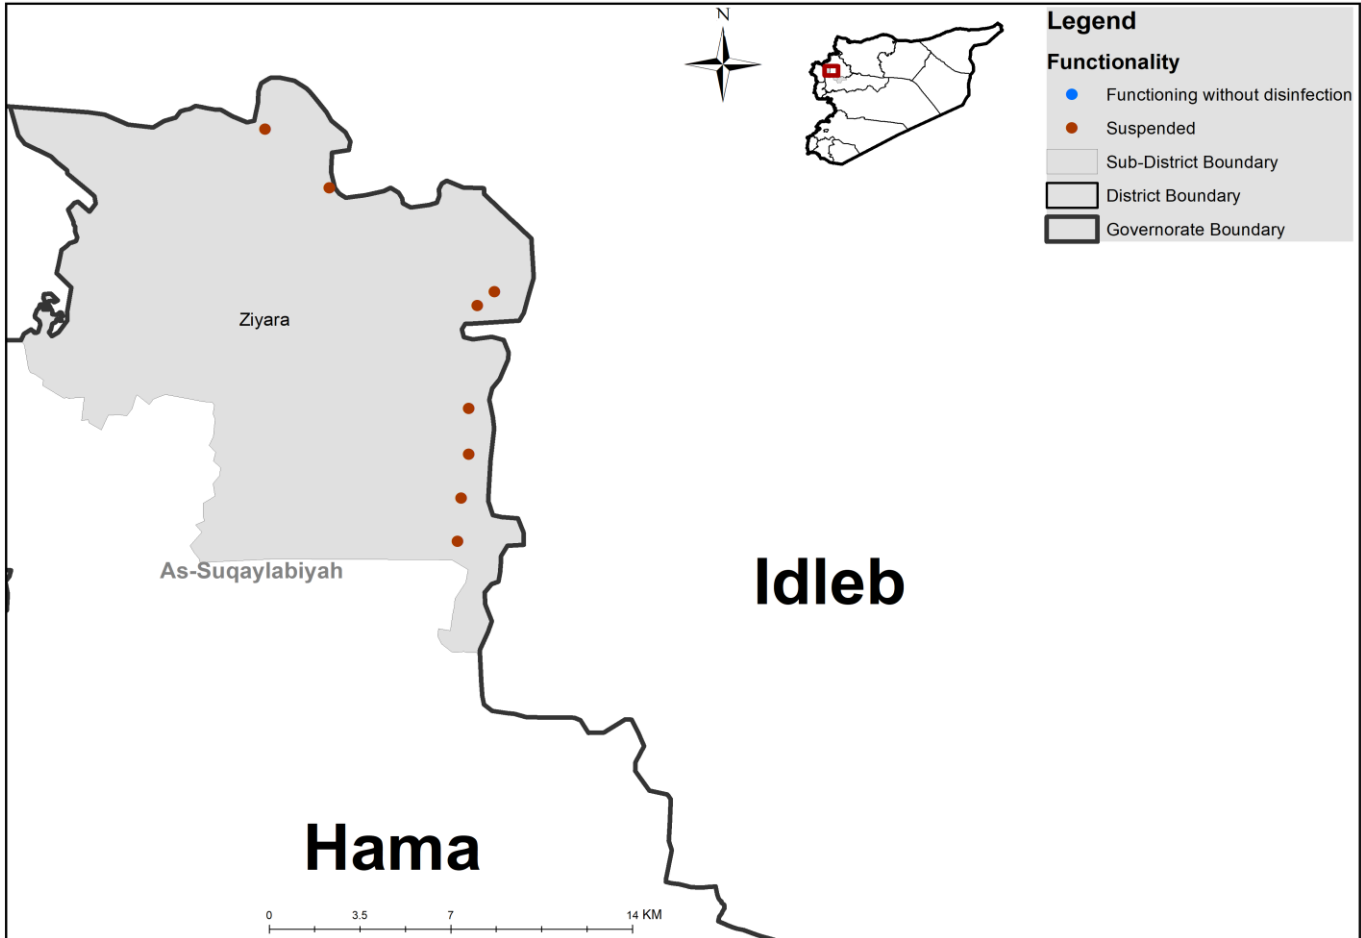 N
Legend
Functionality
Functioning without disinfection
Suspended
Sub-District Boundary
District Boundary
Governorate Boundary
Ziyara
As-Suqaylabiyah
Idleb
Hama
0 3.5 7 14 KM